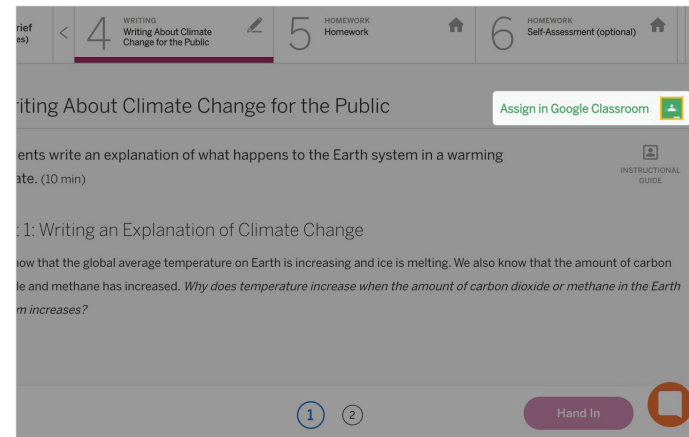 rief
es)
<
4
WRITING
Writing About Climate
Change for the Public
5
HOMEWORK
Homework
6
HOMEWORK
Self-Assessment (optional)
riting About Climate Change for the Public
Assign in Google Classroom
ents write an explanation of what happens to the Earth system in a warming
ate. (10 min)
INSTRUCTIONAL
GUIDE
1: Writing an Explanation of Climate Change
now that the global average temperature on Earth is increasing and ice is melting. We also know that the amount of carbon
de and methane has increased. Why does temperature increase when the amount of carbon dioxide or methane in the Earth
m increases?
1
2
Hand In